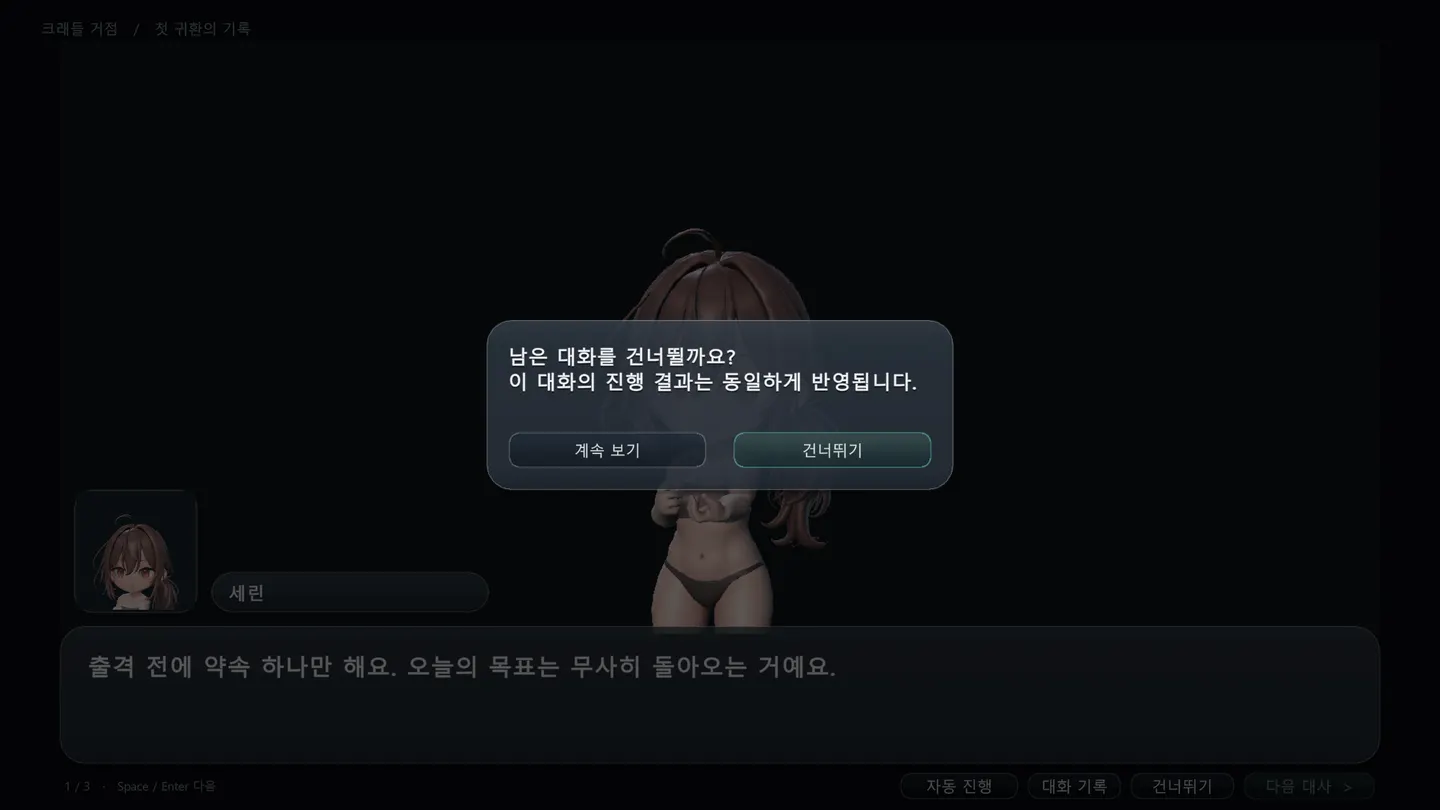 크래들 거점 / 첫 귀환의 기록
남은 대화를 건너뛸까요?
이 대화의 진행 결과는 동일하게 반영됩니다.
계속 보기
건너뛰기
세린
출격 전에 약속 하나만 해요. 오늘의 목표는 무사히 돌아오는 거예요.
1 / 3 · Space / Enter 다음
자동 진행
대화 기록
건너뛰기
다음 대사 >